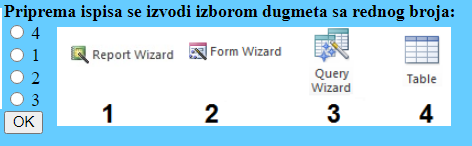 Priprema ispisa se izvodi izborom dugmeta sa rednog broja:
4
1
2
3
OK
Report Wizard
Form Wizard
Query
Wizard
Table
1 2 3 4